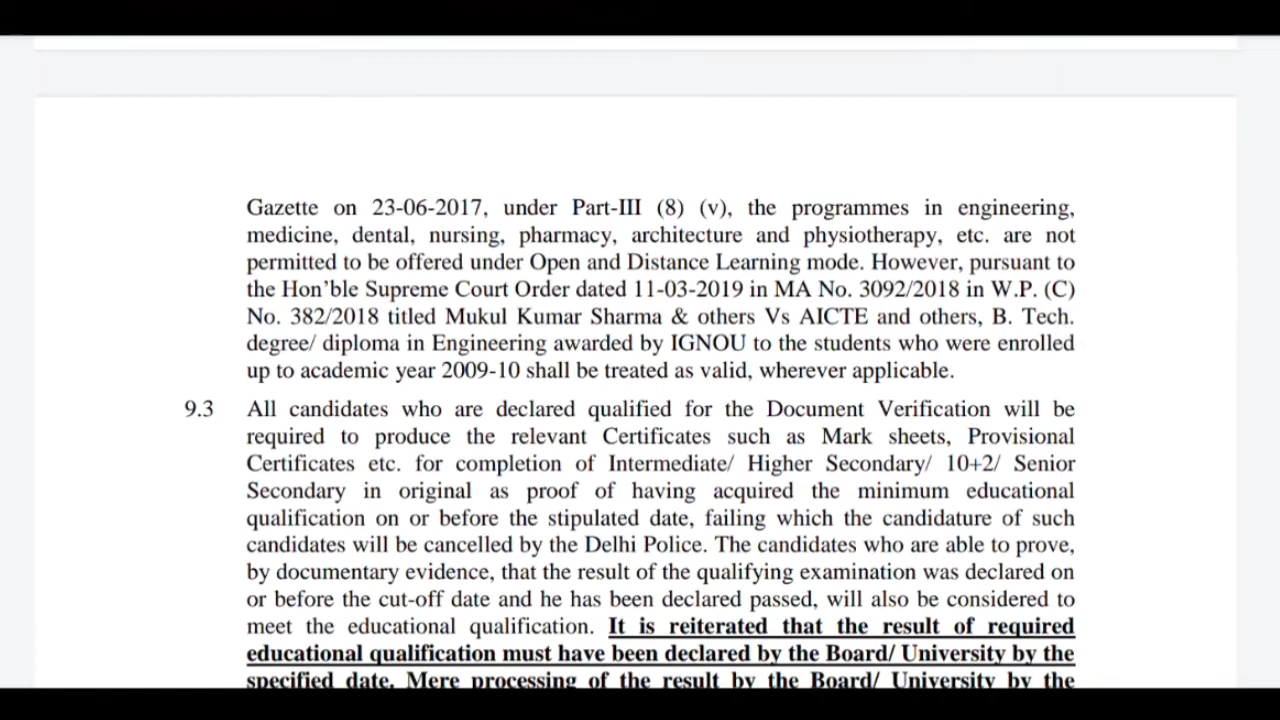 Gazette on 23-06-2017, under Part-III (8) (v), the programmes in engineering,
medicine, dental, nursing, pharmacy, architecture and physiotherapy, etc. are not
permitted to be offered under Open and Distance Learning mode. However, pursuant to
the Hon’ble Supreme Court Order dated 11-03-2019 in MA No. 3092/2018 in W.P. (C)
No. 382/2018 titled Mukul Kumar Sharma & others Vs AICTE and others, B. Tech.
degree/ diploma in Engineering awarded by IGNOU to the students who were enrolled
up to academic year 2009-10 shall be treated as valid, wherever applicable.
9.3 All candidates who are declared qualified for the Document Verification will be
required to produce the relevant Certificates such as Mark sheets, Provisional
Certificates etc. for completion of Intermediate/ Higher Secondary/ 10+2/ Senior
Secondary in original as proof of having acquired the minimum educational
qualification on or before the stipulated date, failing which the candidature of such
candidates will be cancelled by the Delhi Police. The candidates who are able to prove,
by documentary evidence, that the result of the qualifying examination was declared on
or before the cut-off date and he has been declared passed, will also be considered to
meet the educational qualification. It is reiterated that the result of required
educational qualification must have been declared by the Board/ University by the
specified date. Mere processing of the result by the Board/ University by the